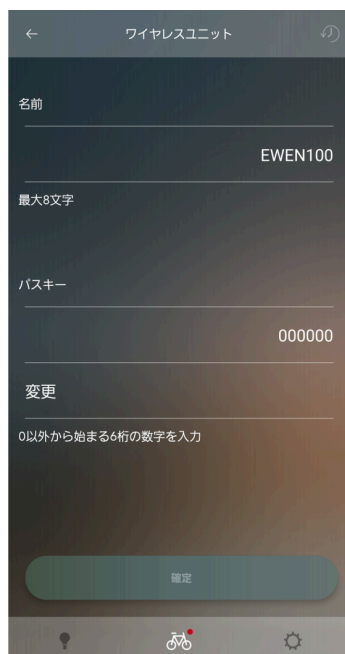 ワイヤレスユニット
名前
EWEN100
最大8文字
パスキー
000000
変更
0以外から始まる6桁の数字を入力
確定